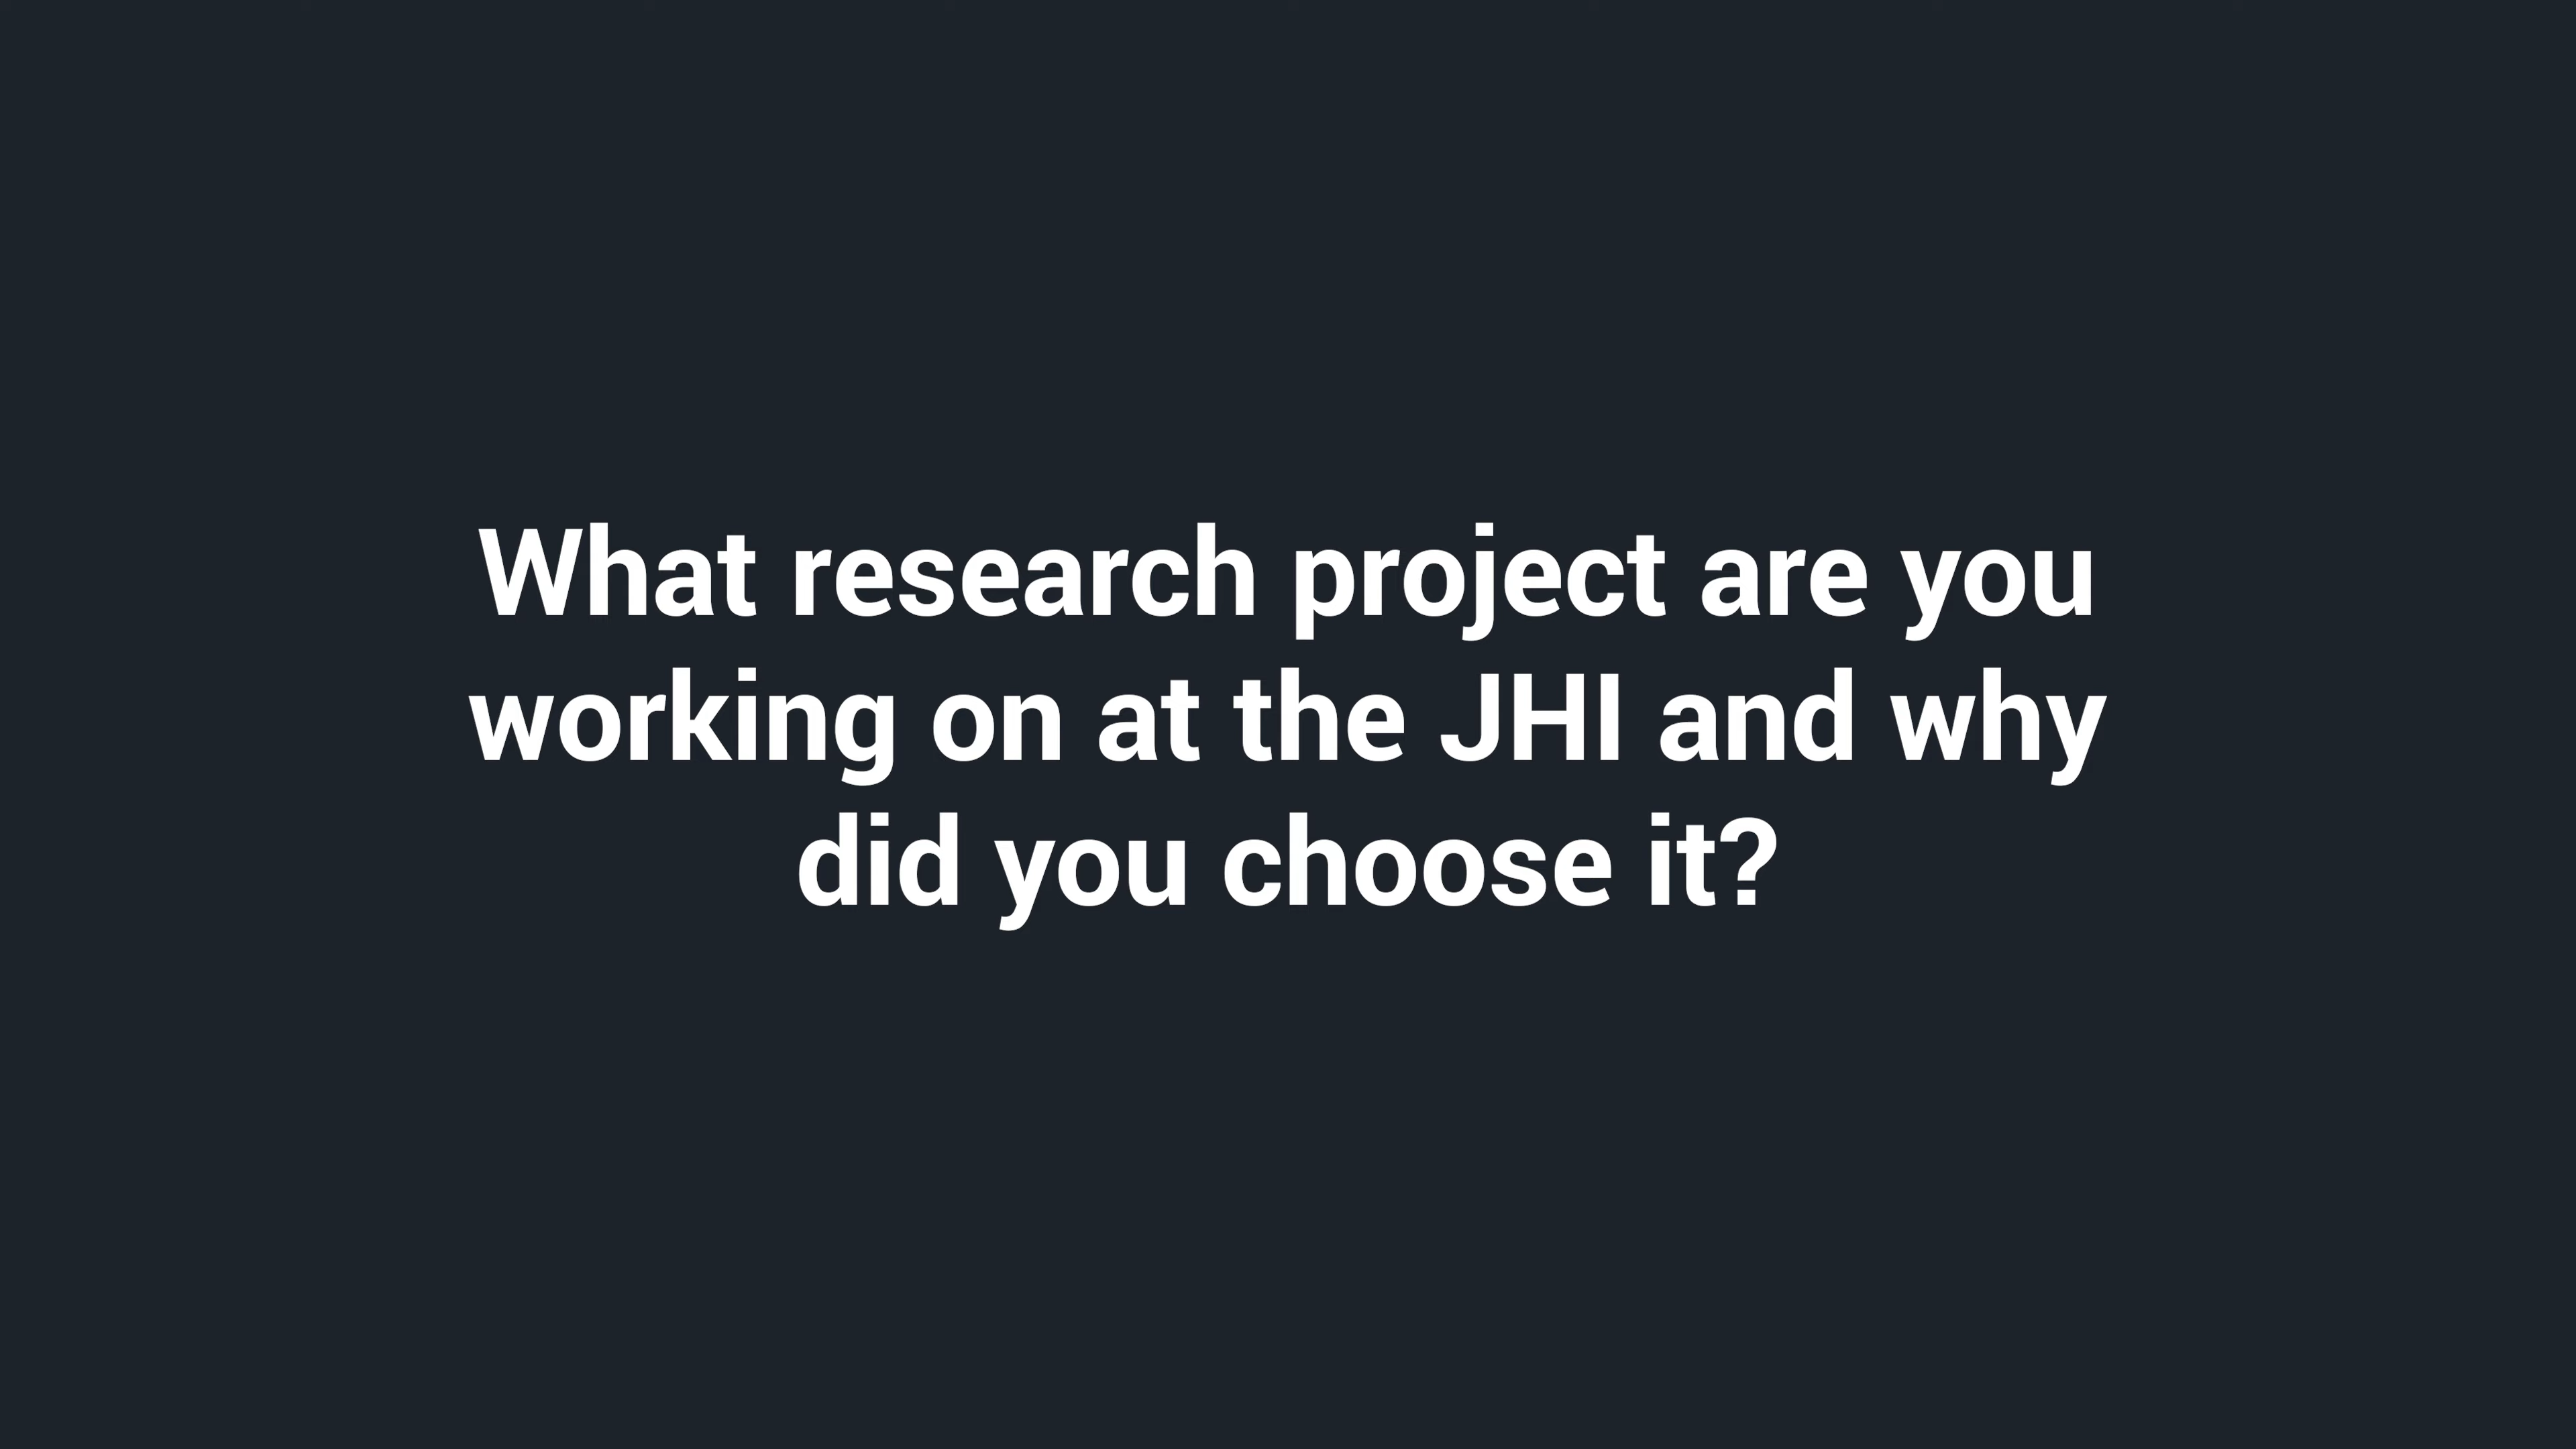 What research project are you
working on at the JHI and why
did you choose it?